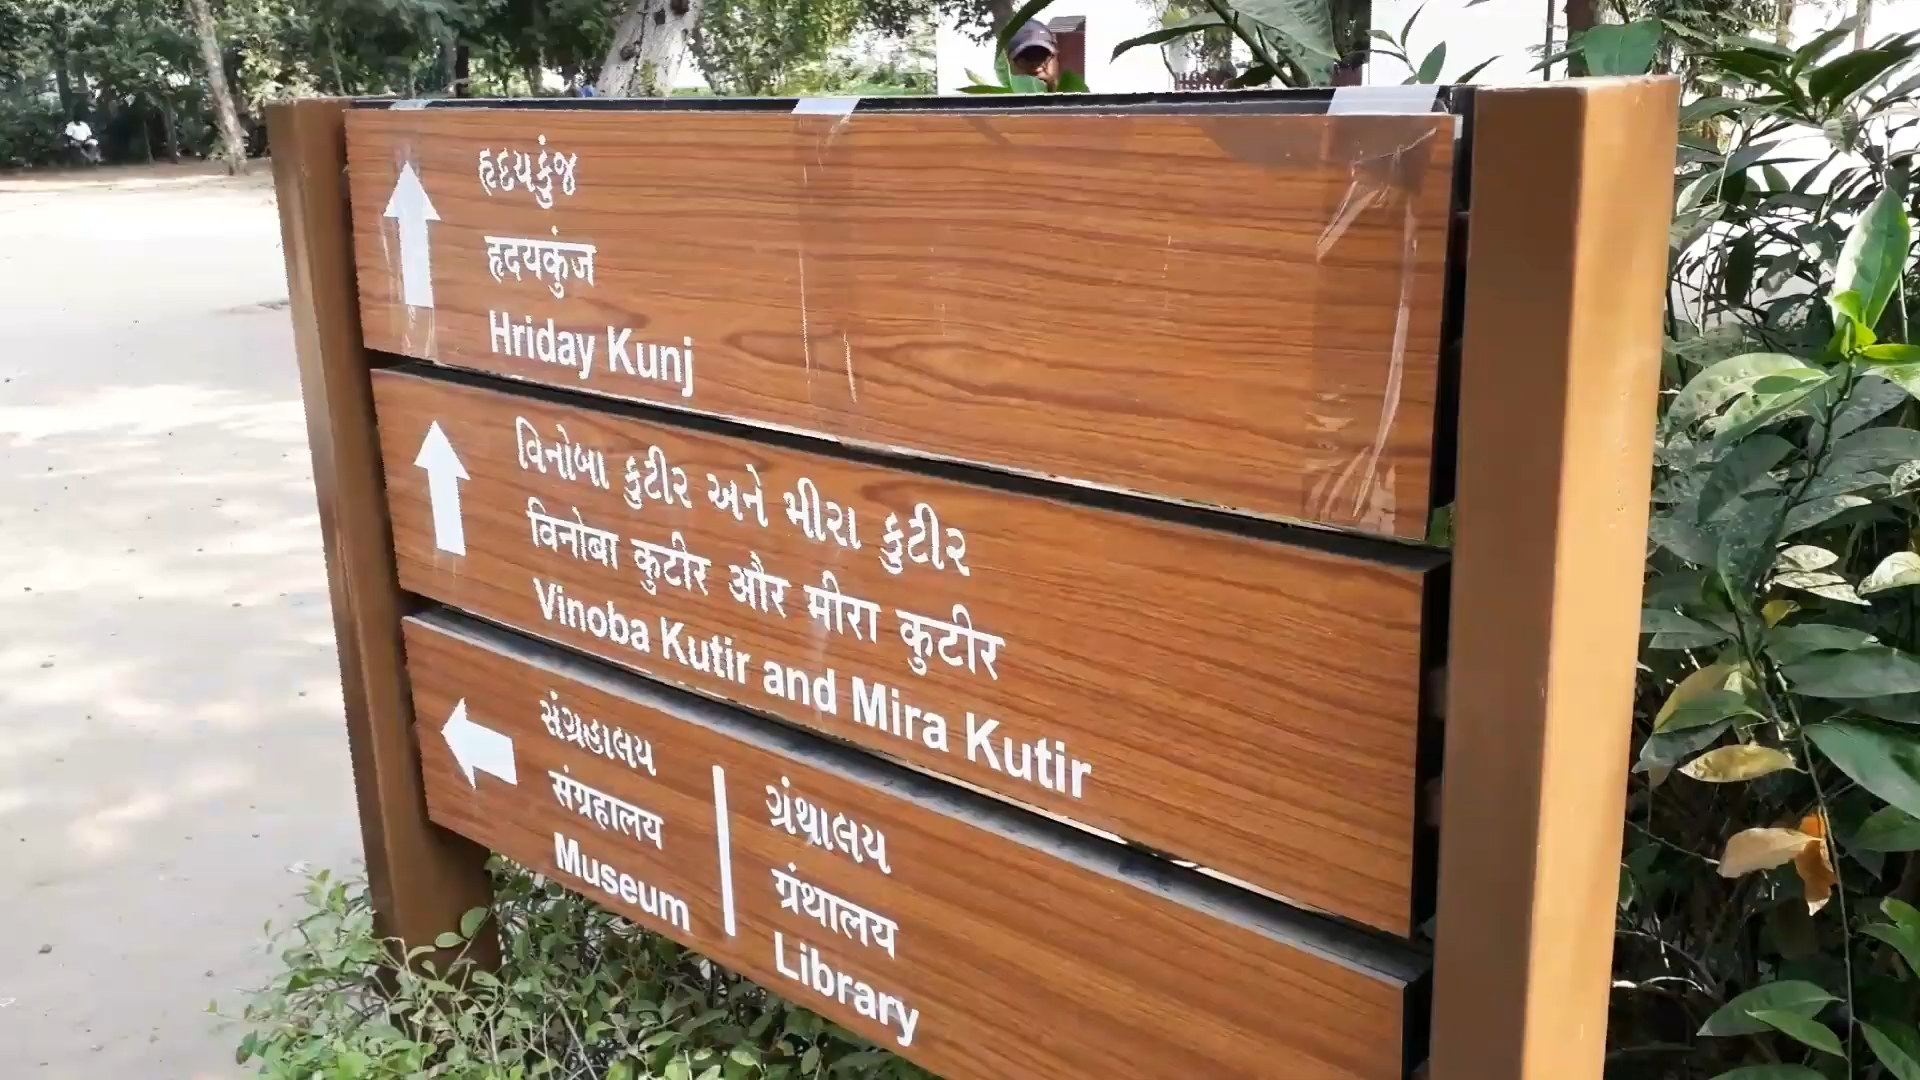 હૃદયકુંજ
हृदयकुंज
Hriday Kunj
વિનોબા કુટીર અને મીરા કુટીર
विनोबा कुटीर और मीरा कुटीर
Vinoba Kutir and Mira Kutir
સંગ્રહાલય
संग्रहालय
Museum
ગ્રંથાલય
ग्रंथालय
Library